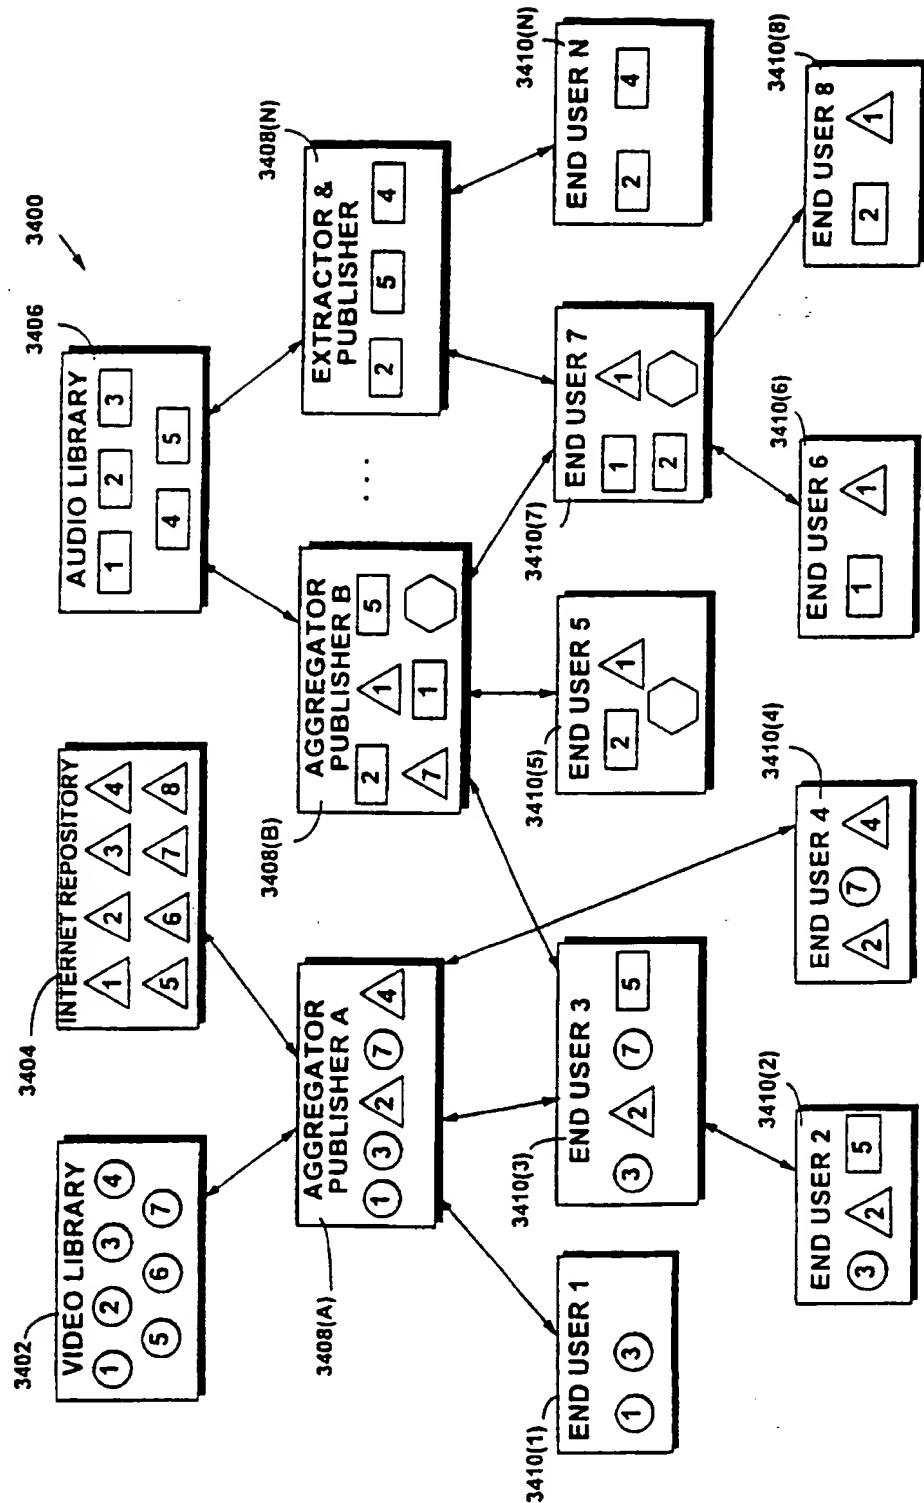 3400
3402
VIDEO LIBRARY
1 2 3 4
5 6 7
3404
INTERNET REPOSITORY
1 2 3 4
5 6 7 8
3406
AUDIO LIBRARY
1 2 3
4 5
3408(A)
AGGREGATOR
PUBLISHER A
1 3 2 7 4
3408(B)
AGGREGATOR
PUBLISHER B
2 1 5
7 1
...
3408(N)
EXTRACTOR &
PUBLISHER
2 5 4
3410(1)
END USER 1
1 3
3410(3)
END USER 3
3 2 7 5
3410(5)
END USER 5
2 1
3410(7)
END USER 7
1 1
2
3410(N)
END USER N
2 4
3410(2)
END USER 2
3 2 5
3410(4)
END USER 4
2 7 4
3410(6)
END USER 6
1 1
3410(8)
END USER 8
2 1